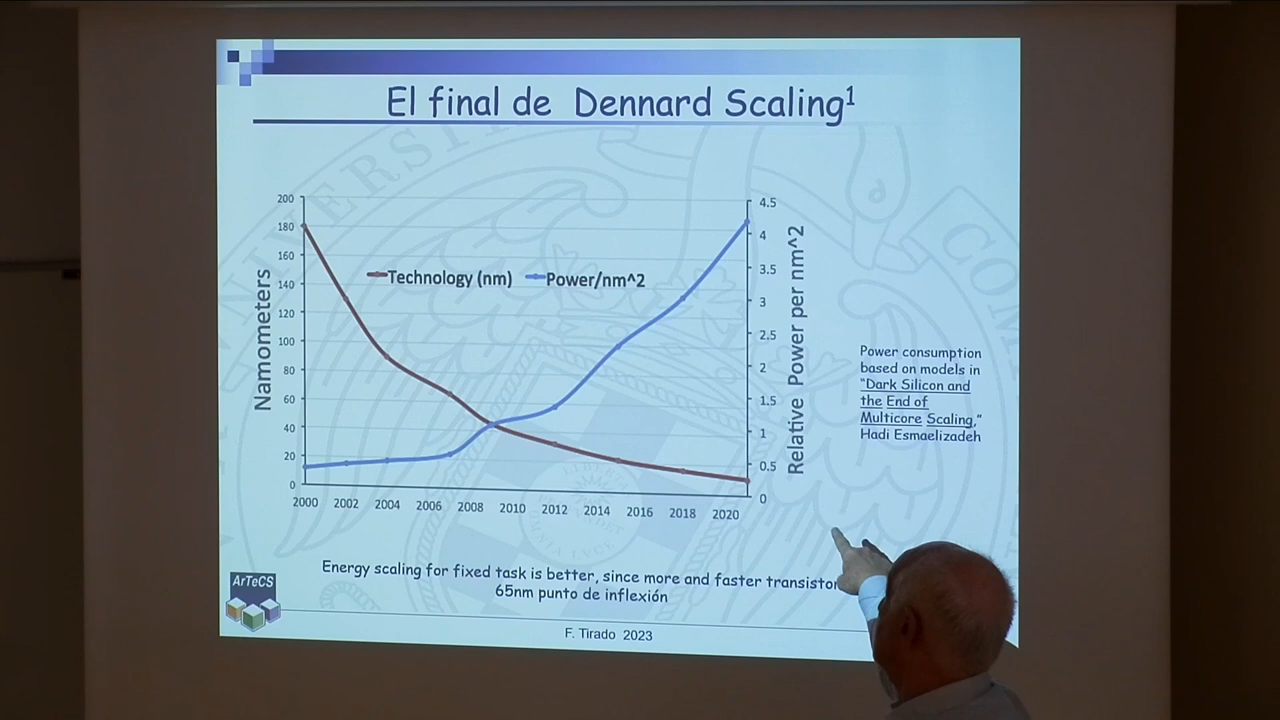 El final de Dennard Scaling¹
200
180
160
140
120
100
80
60
40
20
0
Namometers
Technology (nm)
Power/nm^2
4.5
4
3.5
3
2.5
2
1.5
1
0.5
0
Relative Power per nm^2
2000 2002 2004 2006 2008 2010 2012 2014 2016 2018 2020
Power consumption
based on models in
“Dark Silicon and
the End of
Multicore Scaling,”
Hadi Esmaelizadeh
Energy scaling for fixed task is better, since more and faster
65nm punto de inflexión
ArTeCS
F. Tirado 2023